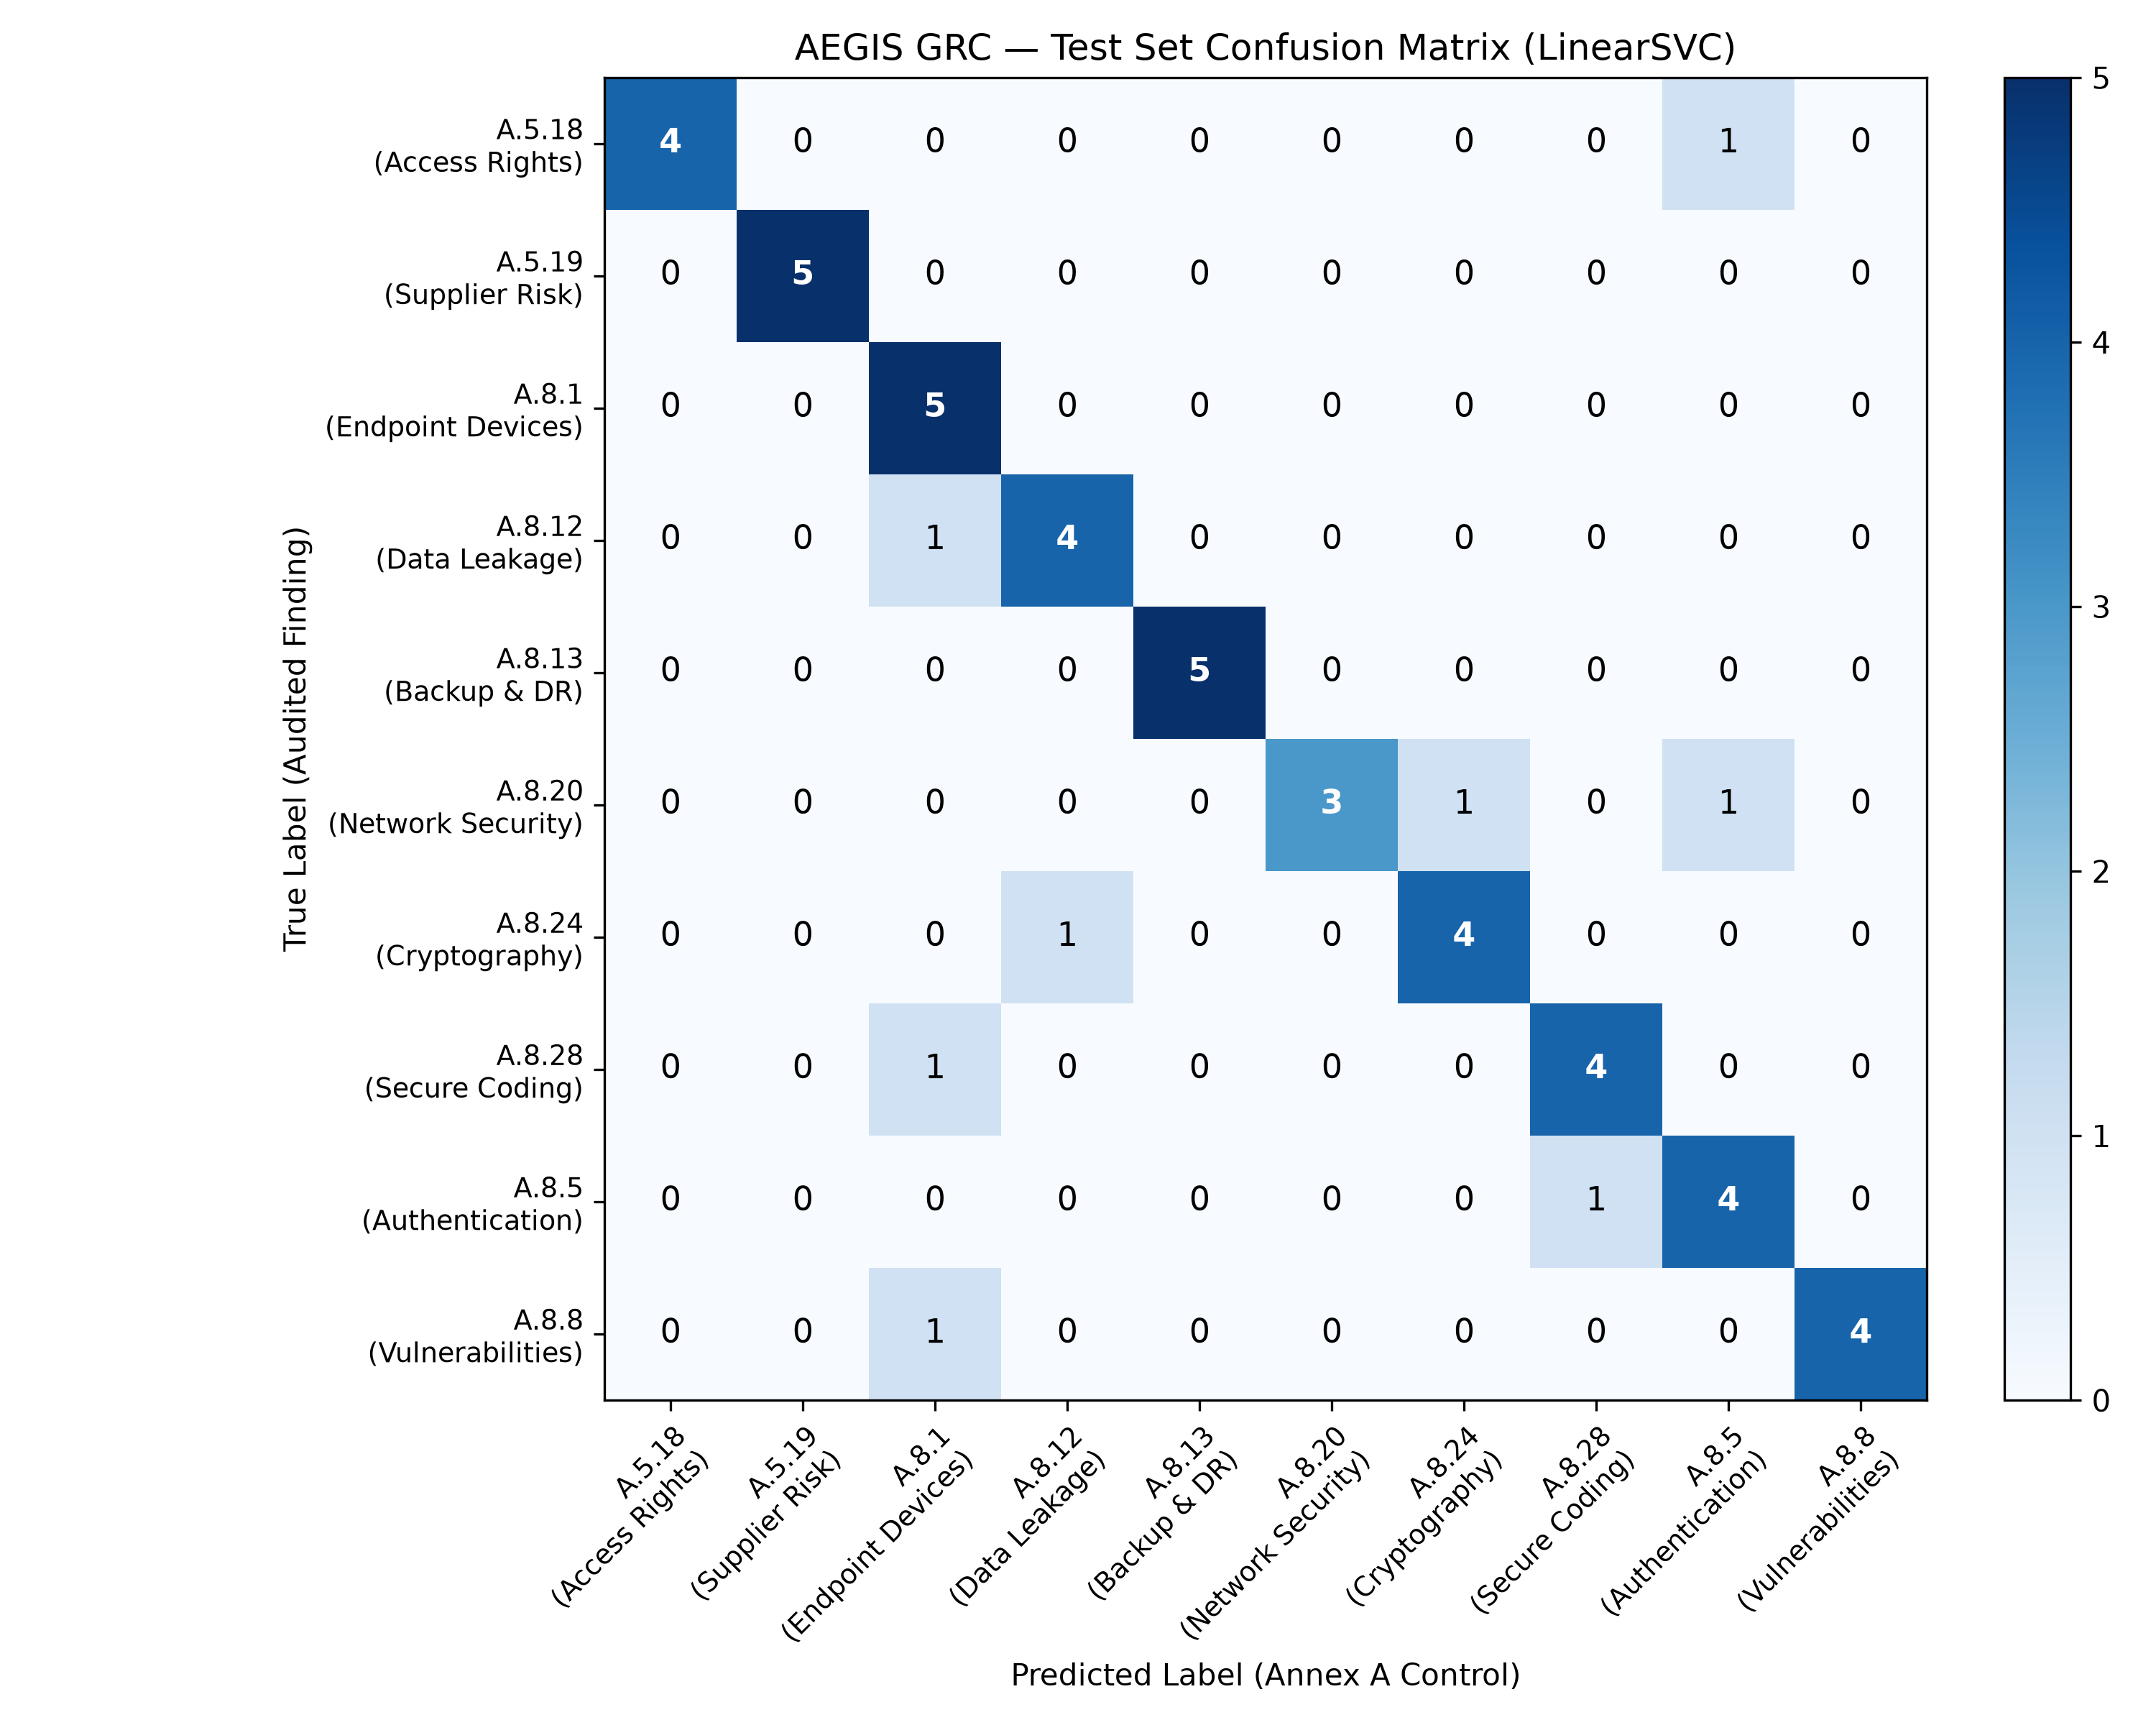 AEGIS GRC — Test Set Confusion Matrix (LinearSVC)
True Label (Audited Finding)
A.5.18
(Access Rights)
4 0 0 0 0 0 0 0 1 0
A.5.19
(Supplier Risk)
0 5 0 0 0 0 0 0 0 0
A.8.1
(Endpoint Devices)
0 0 5 0 0 0 0 0 0 0
A.8.12
(Data Leakage)
0 0 1 4 0 0 0 0 0 0
A.8.13
(Backup & DR)
0 0 0 0 5 0 0 0 0 0
A.8.20
(Network Security)
0 0 0 0 0 3 1 0 1 0
A.8.24
(Cryptography)
0 0 0 1 0 0 4 0 0 0
A.8.28
(Secure Coding)
0 0 1 0 0 0 0 4 0 0
A.8.5
(Authentication)
0 0 0 0 0 0 0 1 4 0
A.8.8
(Vulnerabilities)
0 0 1 0 0 0 0 0 0 4
A.5.18
(Access Rights)
A.5.19
(Supplier Risk)
A.8.1
(Endpoint Devices)
A.8.12
(Data Leakage)
A.8.13
(Backup & DR)
A.8.20
(Network Security)
A.8.24
(Cryptography)
A.8.28
(Secure Coding)
A.8.5
(Authentication)
A.8.8
(Vulnerabilities)
Predicted Label (Annex A Control)
5
4
3
2
1
0